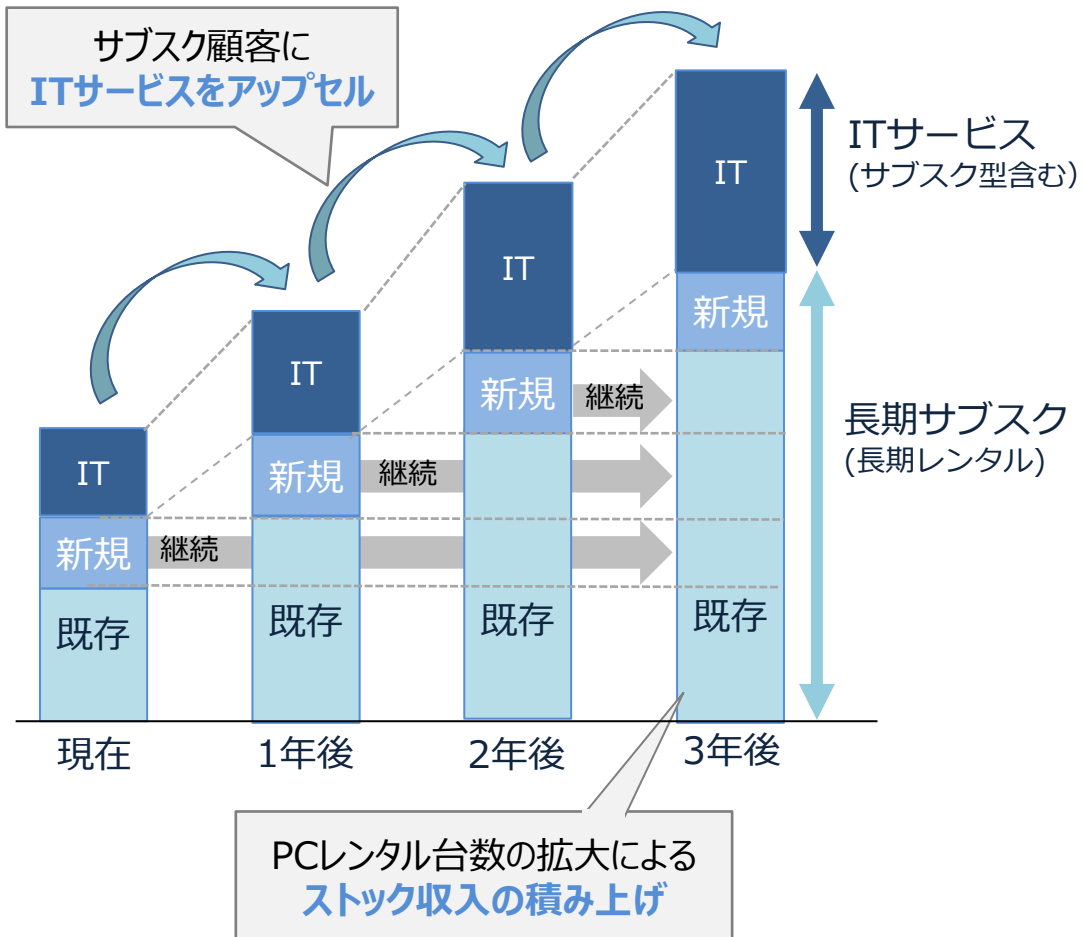 サブスク顧客に
ITサービスをアップセル
IT
ITサービス
(サブスク型含む)
IT
新規
IT
新規
継続
長期サブスク
(長期レンタル)
IT
新規
継続
新規
継続
既存
既存
既存
既存
現在
1年後
2年後
3年後
PCレンタル台数の拡大による
ストック収入の積み上げ